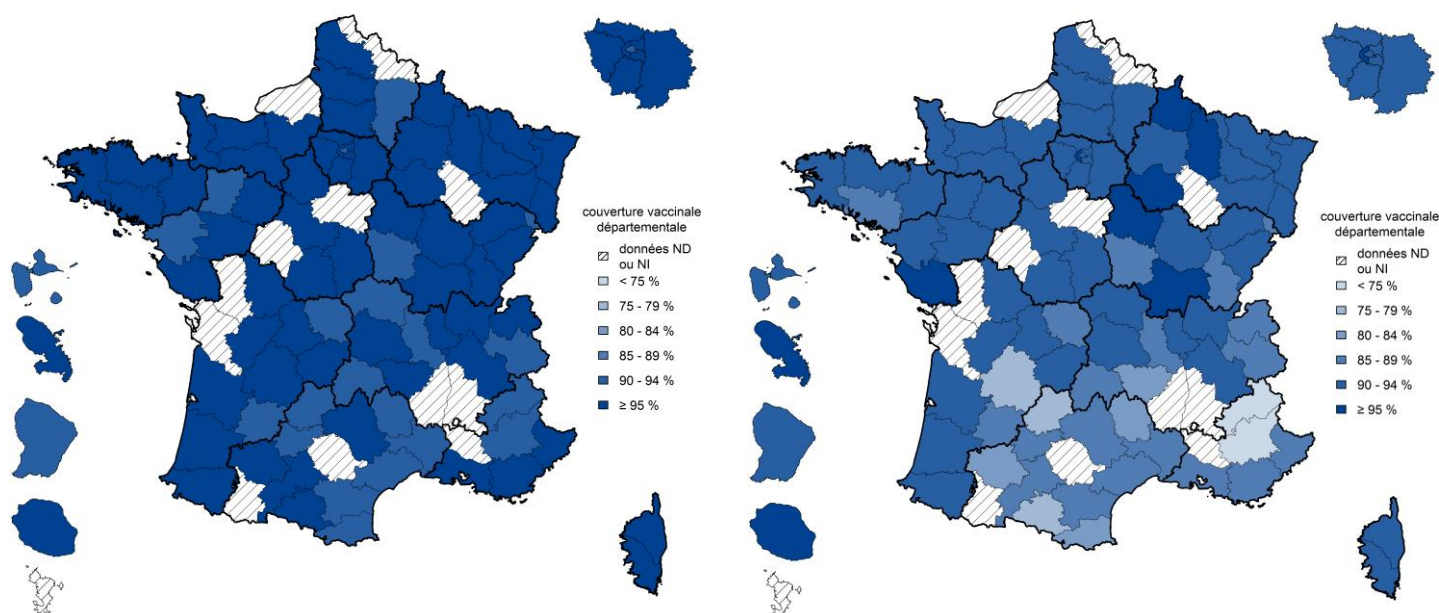 couverture vaccinale
départementale
données ND
ou NI
< 75 %
75 - 79 %
80 - 84 %
85 - 89 %
90 - 94 %
≥ 95 %
couverture vaccinale
départementale
données ND
ou NI
< 75 %
75 - 79 %
80 - 84 %
85 - 89 %
90 - 94 %
≥ 95 %